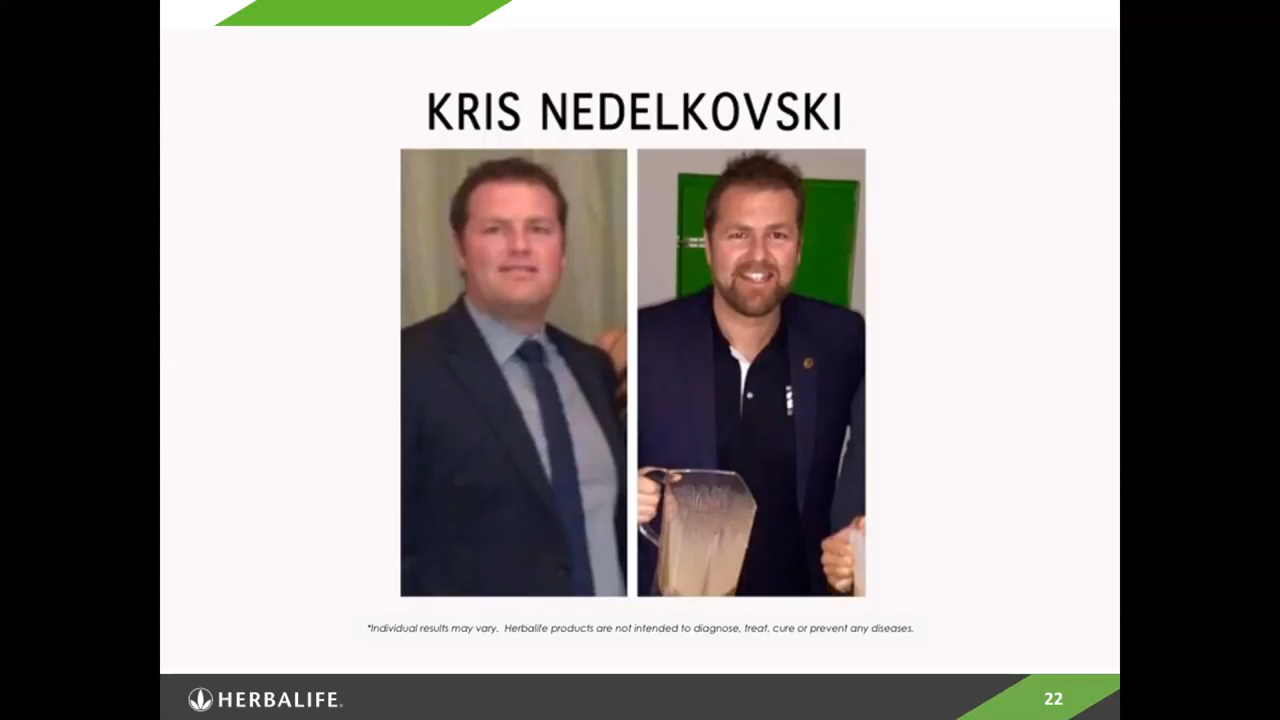 KRIS NEDELKOVSKI
*Individual results may vary. Herbalife products are not intended to diagnose, treat, cure or prevent any diseases.
HERBALIFE.
22